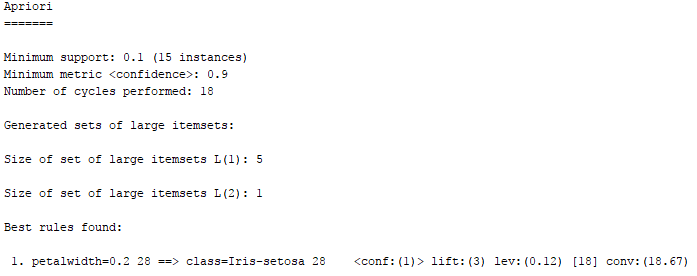 Apriori
=======
Minimum support: 0.1 (15 instances)
Minimum metric <confidence>: 0.9
Number of cycles performed: 18
Generated sets of large itemsets:
Size of set of large itemsets L(1): 5
Size of set of large itemsets L(2): 1
Best rules found:
1. petalwidth=0.2 28 ==> class=Iris-setosa 28    <conf:(1)> lift:(3) lev:(0.12) [18] conv:(18.67)